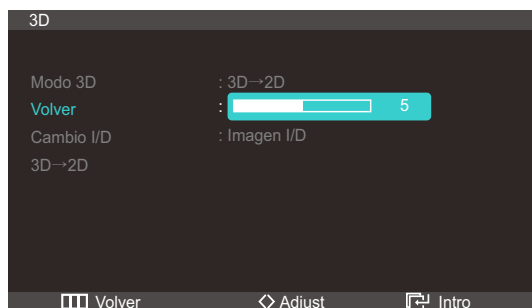 3D
Modo 3D : 3D→2D
Volver : 5
Cambio I/D : Imagen I/D
3D→2D
Volver Adjust Intro